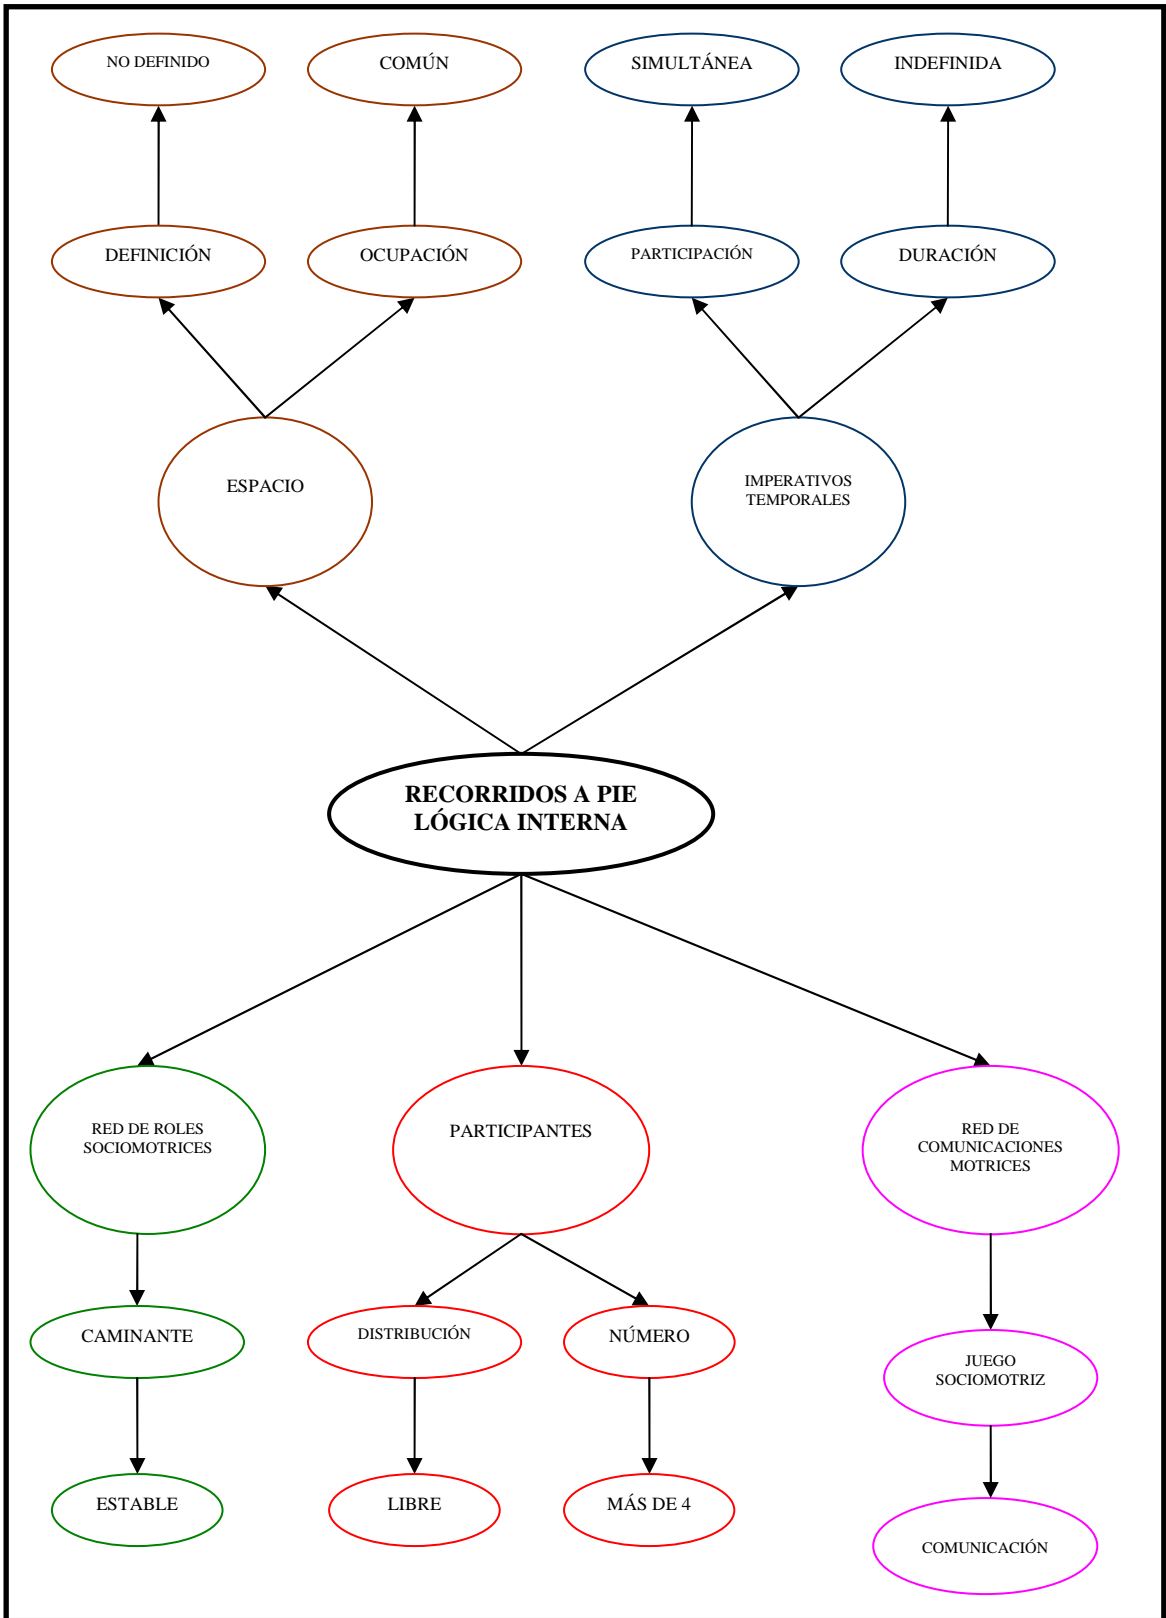 NO DEFINIDO
COMÚN
SIMULTÁNEA
INDEFINIDA
DEFINICIÓN
OCUPACIÓN
PARTICIPACIÓN
DURACIÓN
ESPACIO
IMPERATIVOS
TEMPORALES
RECORRIDOS A PIE
LÓGICA INTERNA
RED DE ROLES
SOCIOMOTRICES
PARTICIPANTES
RED DE
COMUNICACIONES
MOTRICES
CAMINANTE
DISTRIBUCIÓN
NÚMERO
JUEGO
SOCIOMOTRIZ
ESTABLE
LIBRE
MÁS DE 4
COMUNICACIÓN